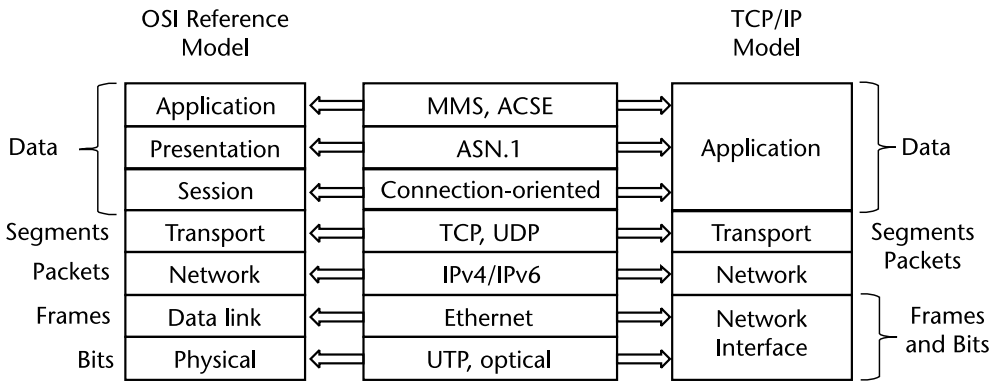 OSI Reference
Model
TCP/IP
Model
Data
Application
MMS, ACSE
Application
Data
Presentation
ASN.1
Session
Connection-oriented
Segments
Transport
TCP, UDP
Transport
Segments
Packets
Packets
Network
IPv4/IPv6
Network
Frames
Data link
Ethernet
Network
Interface
Frames
and Bits
Bits
Physical
UTP, optical